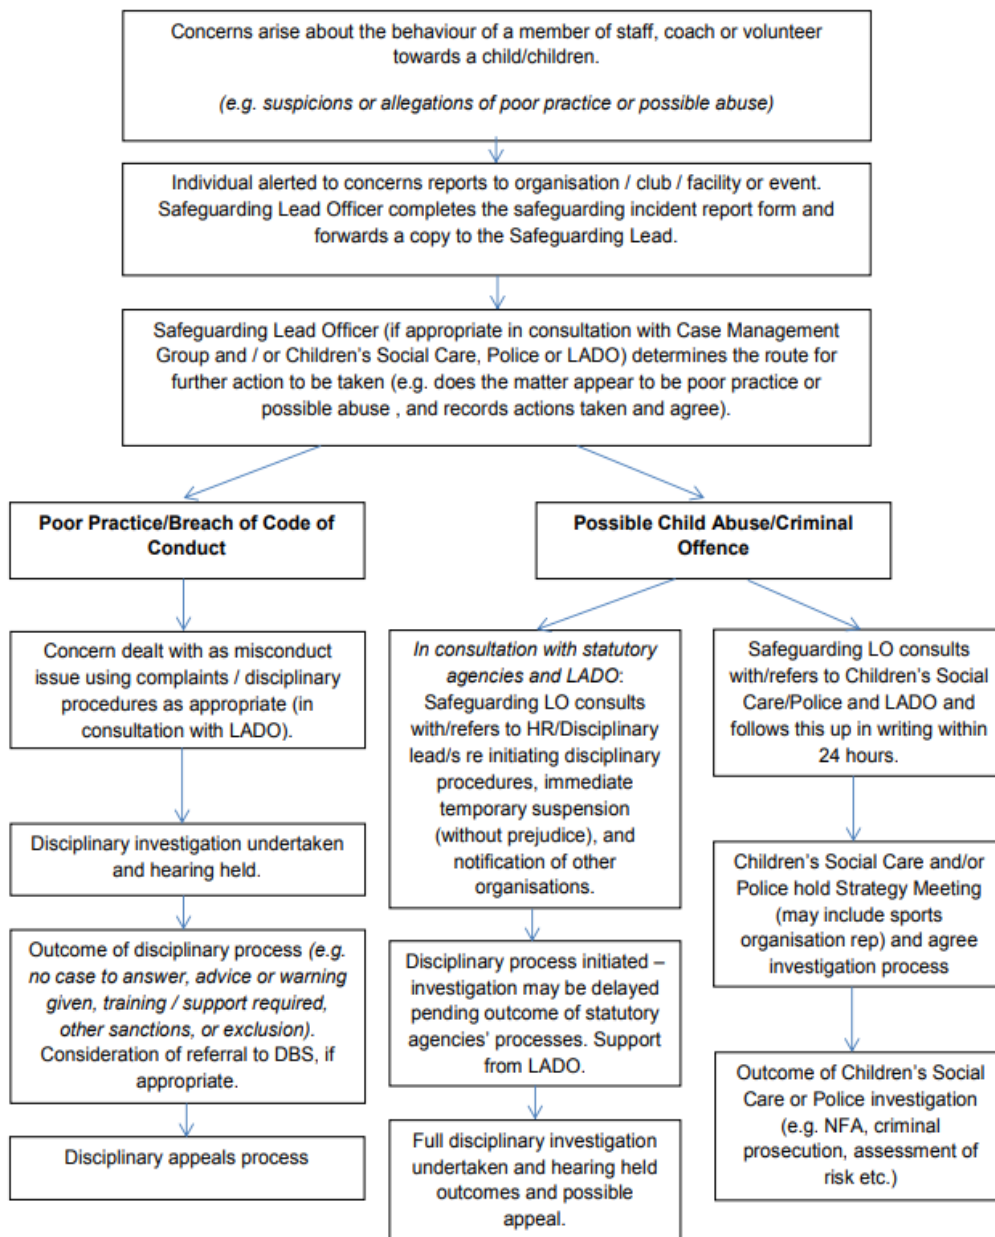 Concerns arise about the behaviour of a member of staff, coach or volunteer
towards a child/children.
(e.g. suspicions or allegations of poor practice or possible abuse)
Individual alerted to concerns reports to organisation / club / facility or event.
Safeguarding Lead Officer completes the safeguarding incident report form and
forwards a copy to the Safeguarding Lead.
Safeguarding Lead Officer (if appropriate in consultation with Case Management
Group and / or Children's Social Care, Police or LADO) determines the route for
further action to be taken (e.g. does the matter appear to be poor practice or
possible abuse , and records actions taken and agree).
Poor Practice/Breach of Code of
Conduct
Possible Child Abuse/Criminal
Offence
Concern dealt with as misconduct
issue using complaints / disciplinary
procedures as appropriate (in
consultation with LADO).
Disciplinary investigation undertaken
and hearing held.
Outcome of disciplinary process (e.g.
no case to answer, advice or warning
given, training / support required,
other sanctions, or exclusion).
Consideration of referral to DBS, if
appropriate.
Disciplinary appeals process
In consultation with statutory
agencies and LADO:
Safeguarding LO consults
with/refers to HR/Disciplinary
lead/s re initiating disciplinary
procedures, immediate
temporary suspension
(without prejudice), and
notification of other
organisations.
Disciplinary process initiated –
investigation may be delayed
pending outcome of statutory
agencies' processes. Support
from LADO.
Full disciplinary investigation
undertaken and hearing held
outcomes and possible
appeal.
Safeguarding LO consults
with/refers to Children's Social
Care/Police and LADO and
follows this up in writing within
24 hours.
Children's Social Care and/or
Police hold Strategy Meeting
(may include sports
organisation rep) and agree
investigation process
Outcome of Children's Social
Care or Police investigation
(e.g. NFA, criminal
prosecution, assessment of
risk etc.)